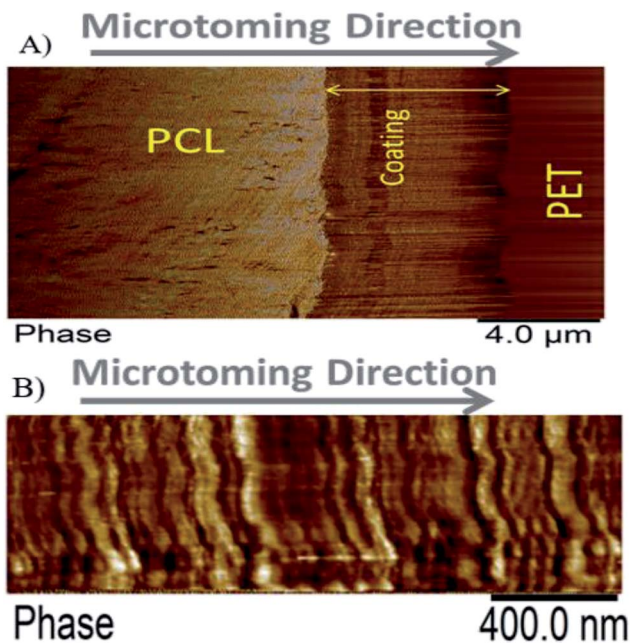 Microtoming Direction
A)
PCL
Coating
PET
Phase
4.0 μm
Microtoming Direction
B)
Phase
400.0 nm